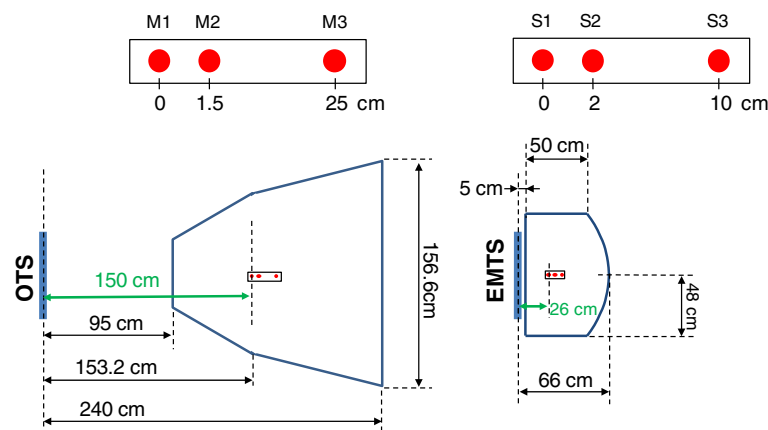 M1 M2 M3
0 1.5 25 cm
S1 S2 S3
0 2 10 cm
OTS
150 cm
95 cm
153.2 cm
240 cm
156.6cm
50 cm
5 cm
EMTS
26 cm
48 cm
66 cm